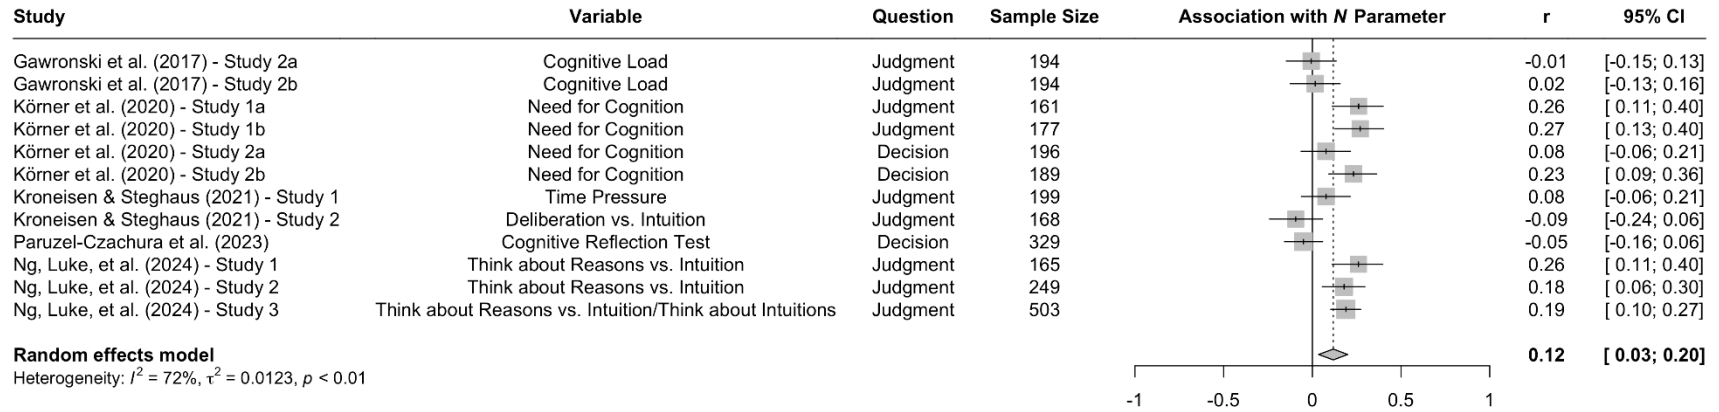 Study Variable Question Sample Size Association with N Parameter r 95% CI
Gawronski et al. (2017) - Study 2a Cognitive Load Judgment 194 -0.01 [-0.15; 0.13]
Gawronski et al. (2017) - Study 2b Cognitive Load Judgment 194 0.02 [-0.13; 0.16]
Körner et al. (2020) - Study 1a Need for Cognition Judgment 161 0.26 [ 0.11; 0.40]
Körner et al. (2020) - Study 1b Need for Cognition Judgment 177 0.27 [ 0.13; 0.40]
Körner et al. (2020) - Study 2a Need for Cognition Decision 196 0.08 [-0.06; 0.21]
Körner et al. (2020) - Study 2b Need for Cognition Decision 189 0.23 [ 0.09; 0.36]
Kroneisen & Steghaus (2021) - Study 1 Time Pressure Judgment 199 0.08 [-0.06; 0.21]
Kroneisen & Steghaus (2021) - Study 2 Deliberation vs. Intuition Judgment 168 -0.09 [-0.24; 0.06]
Paruzel-Czachura et al. (2023) Cognitive Reflection Test Decision 329 -0.05 [-0.16; 0.06]
Ng, Luke, et al. (2024) - Study 1 Think about Reasons vs. Intuition Judgment 165 0.26 [ 0.11; 0.40]
Ng, Luke, et al. (2024) - Study 2 Think about Reasons vs. Intuition Judgment 249 0.18 [ 0.06; 0.30]
Ng, Luke, et al. (2024) - Study 3 Think about Reasons vs. Intuition/Think about Intuitions Judgment 503 0.19 [ 0.10; 0.27]
Random effects model 0.12 [ 0.03; 0.20]
Heterogeneity: I² = 72%, τ² = 0.0123, p < 0.01
-1 -0.5 0 0.5 1